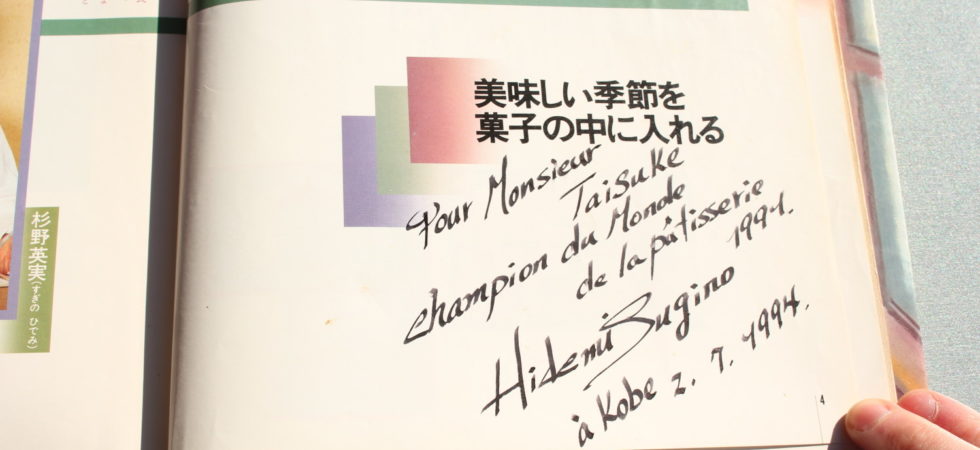 杉野英実(すぎの ひでみ)
美味しい季節を
菓子の中に入れる
Pour Monsieur
Taisuke
champion du Monde
de la pâtisserie
1991.
Hidemi Sugino
à Kobe 2. 7. 1994.
4